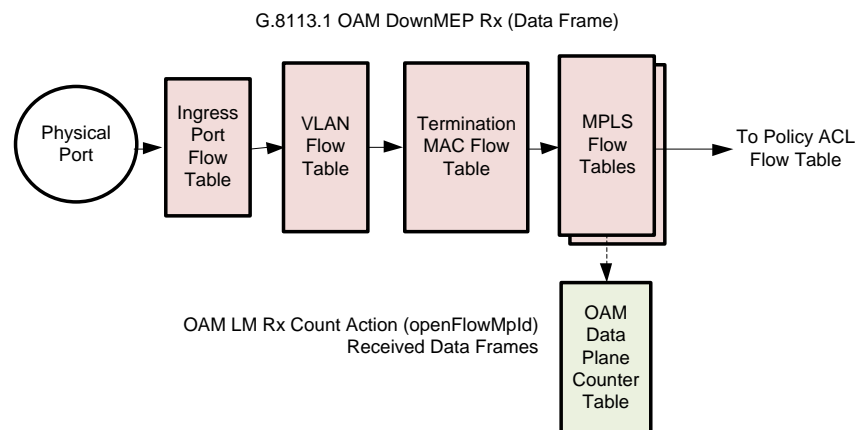 G.8113.1 OAM DownMEP Rx (Data Frame)
Physical
Port
Ingress
Port
Flow
Table
VLAN
Flow
Table
Termination
MAC Flow
Table
MPLS
Flow
Tables
To Policy ACL
Flow Table
OAM LM Rx Count Action (openFlowMpId)
Received Data Frames
OAM
Data
Plane
Counter
Table